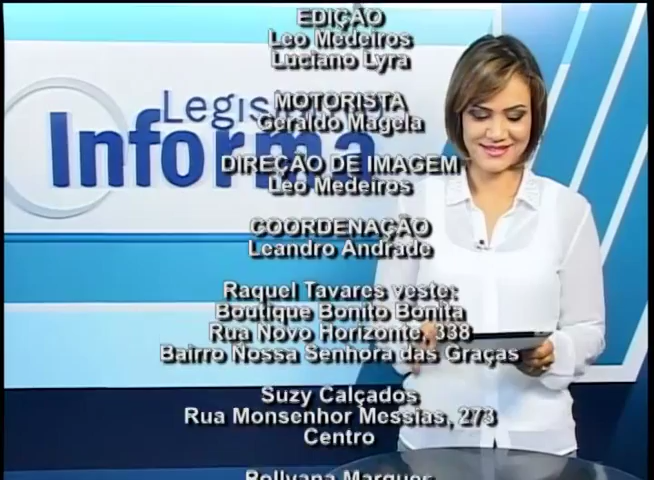 EDIÇÃO
Leo Medeiros
Luciano Lyra
MOTORISTA
Geraldo Magela
DIREÇÃO DE IMAGEM
Leo Medeiros
COORDENAÇÃO
Leandro Andrade
Raquel Tavares veste:
Boutique Bonito Bonita
Rua Novo Horizonte, 338
Bairro Nossa Senhora das Graças
Suzy Calçados
Rua Monsenhor Messias, 273
Centro
Informa